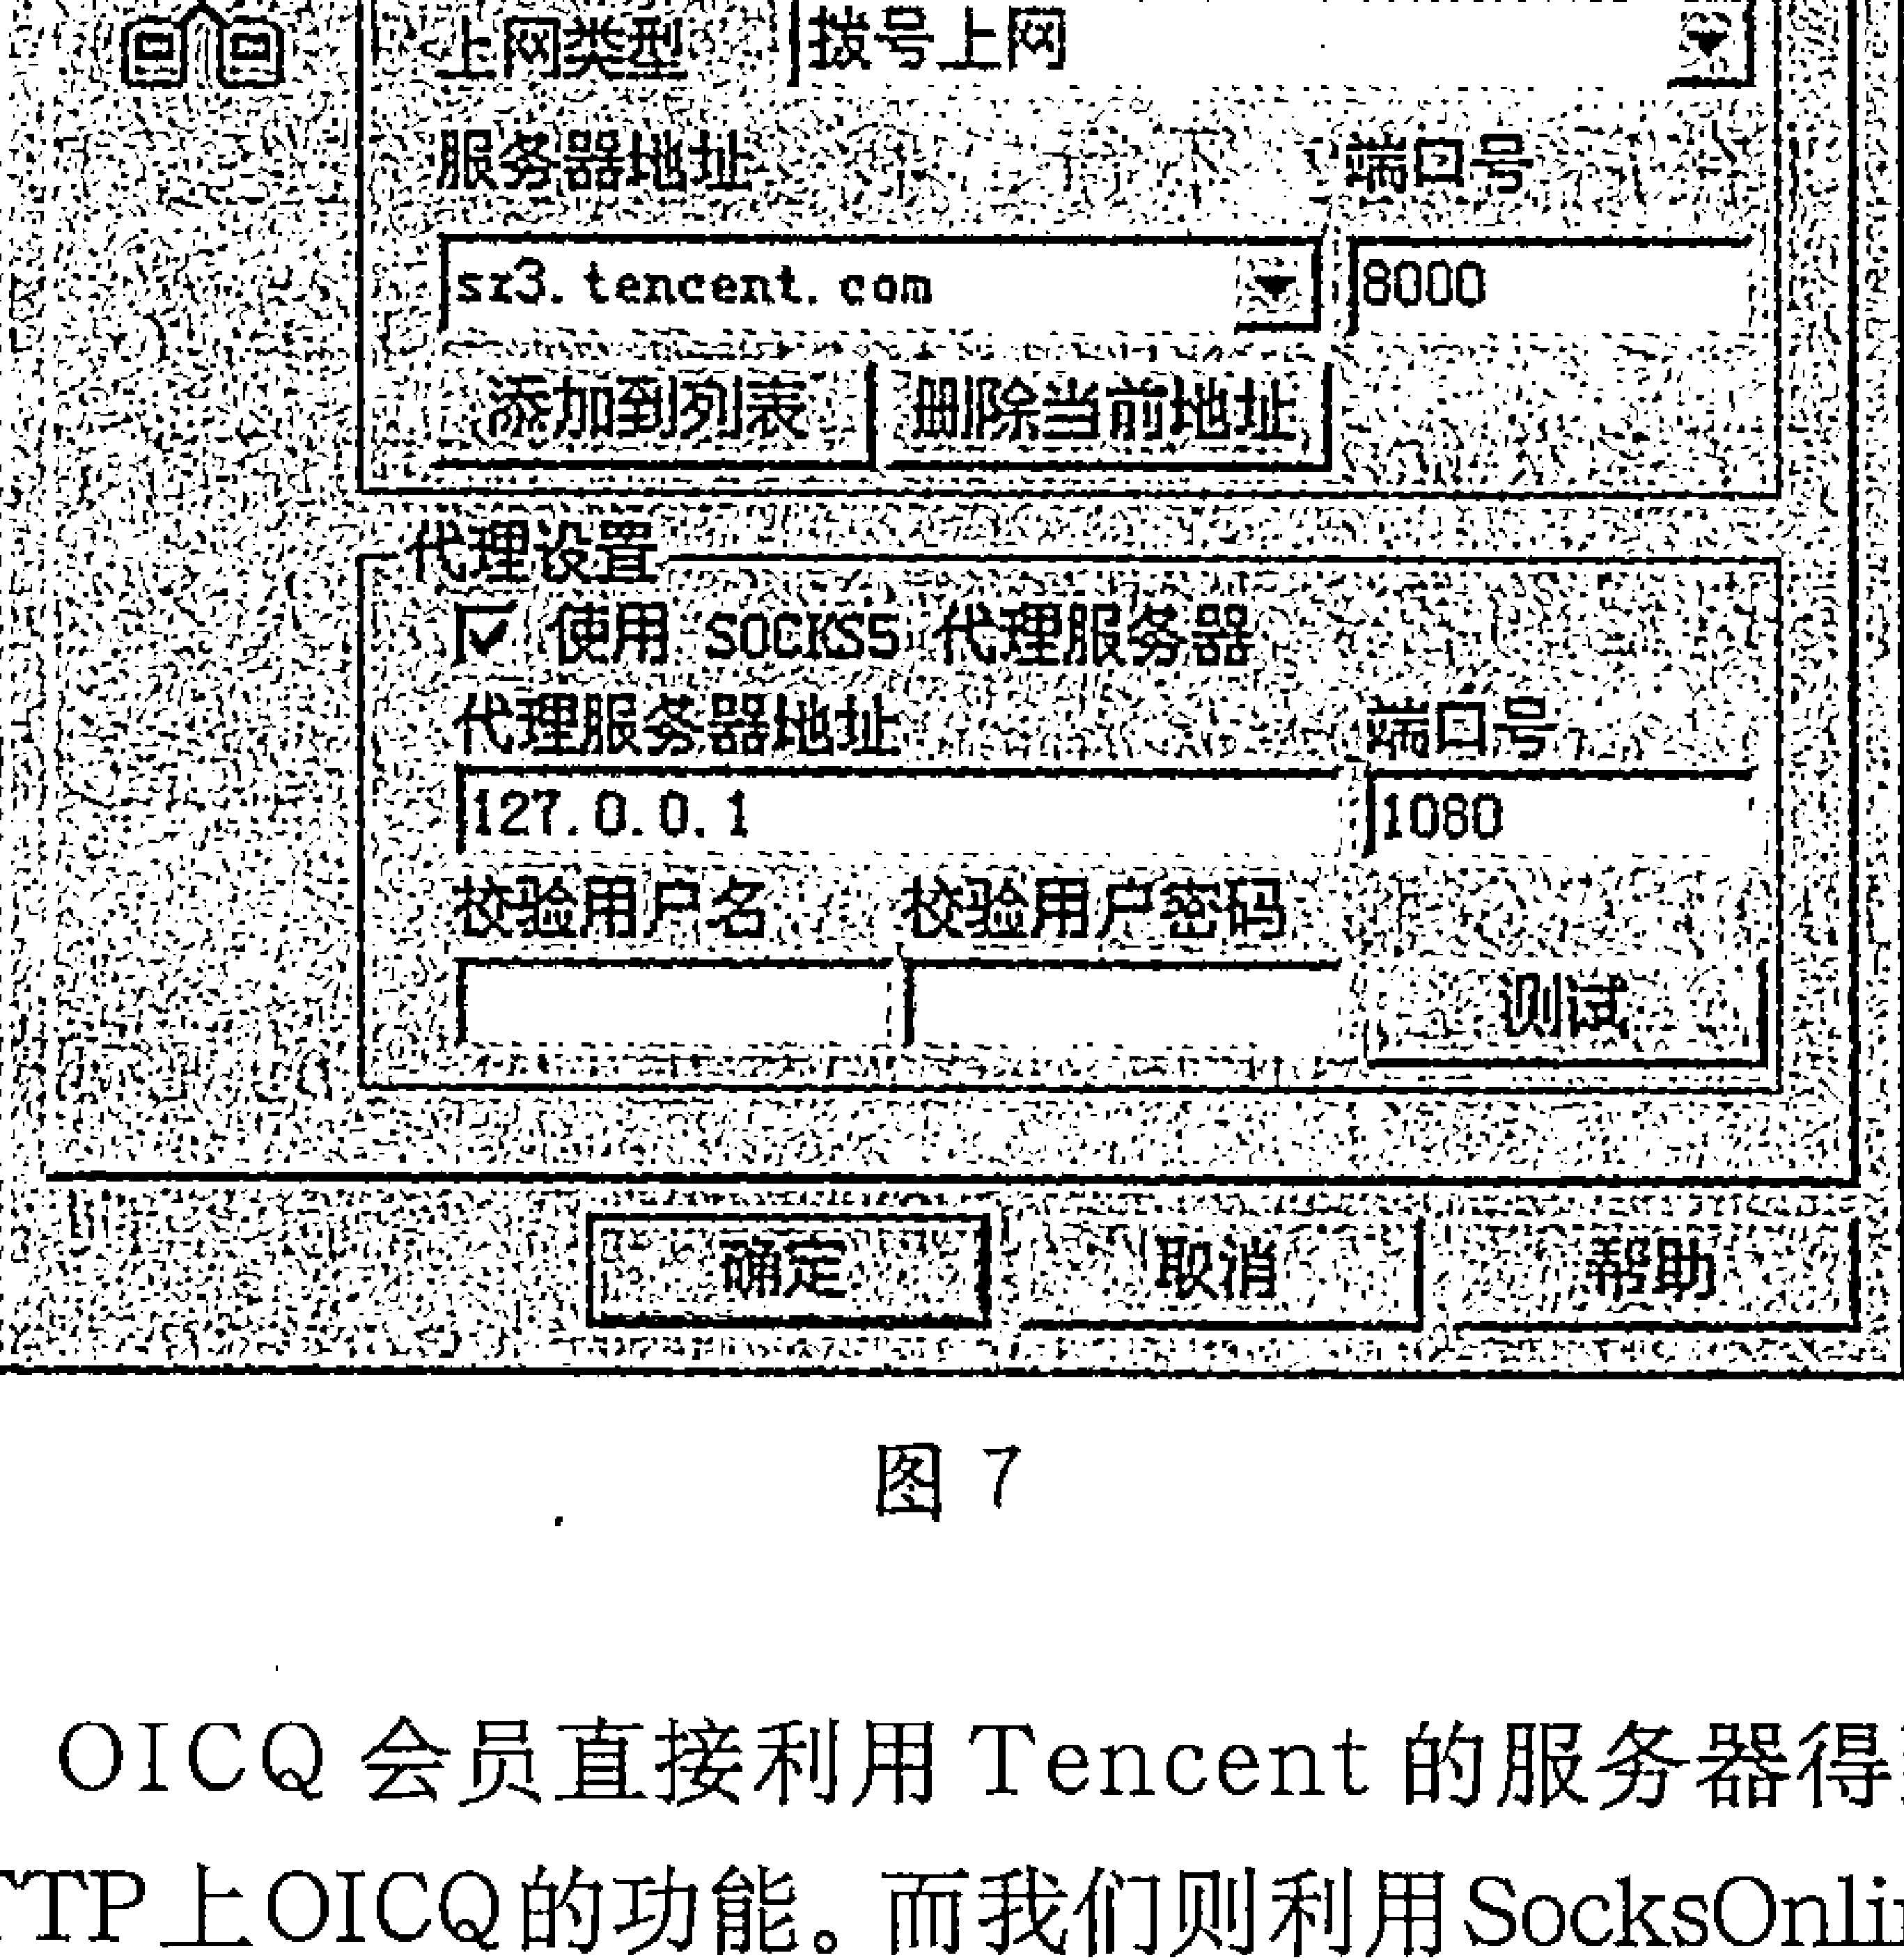 上网类型 拨号上网
服务器地址 端口号
sz3.tencent.com 8000
添加到列表 删除当前地址
代理设置
使用 SOCKS5 代理服务器
代理服务器地址 端口号
127.0.0.1 1080
校验用户名 校验用户密码
测试
确定 取消 帮助
图 7
OICQ 会员直接利用 Tencent 的服务器得
TTP上OICQ的功能。而我们则利用SocksOnlin